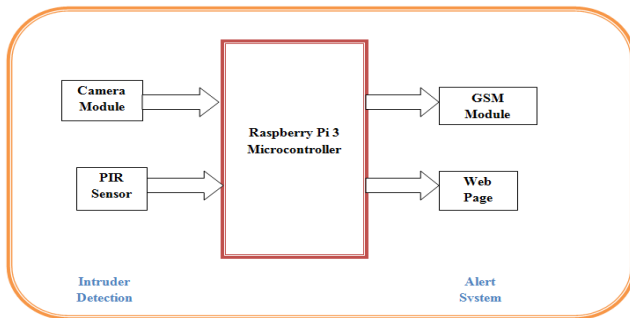 Camera
Module
PIR
Sensor
Raspberry Pi 3
Microcontroller
GSM
Module
Web
Page
Intruder
Detection
Alert
System